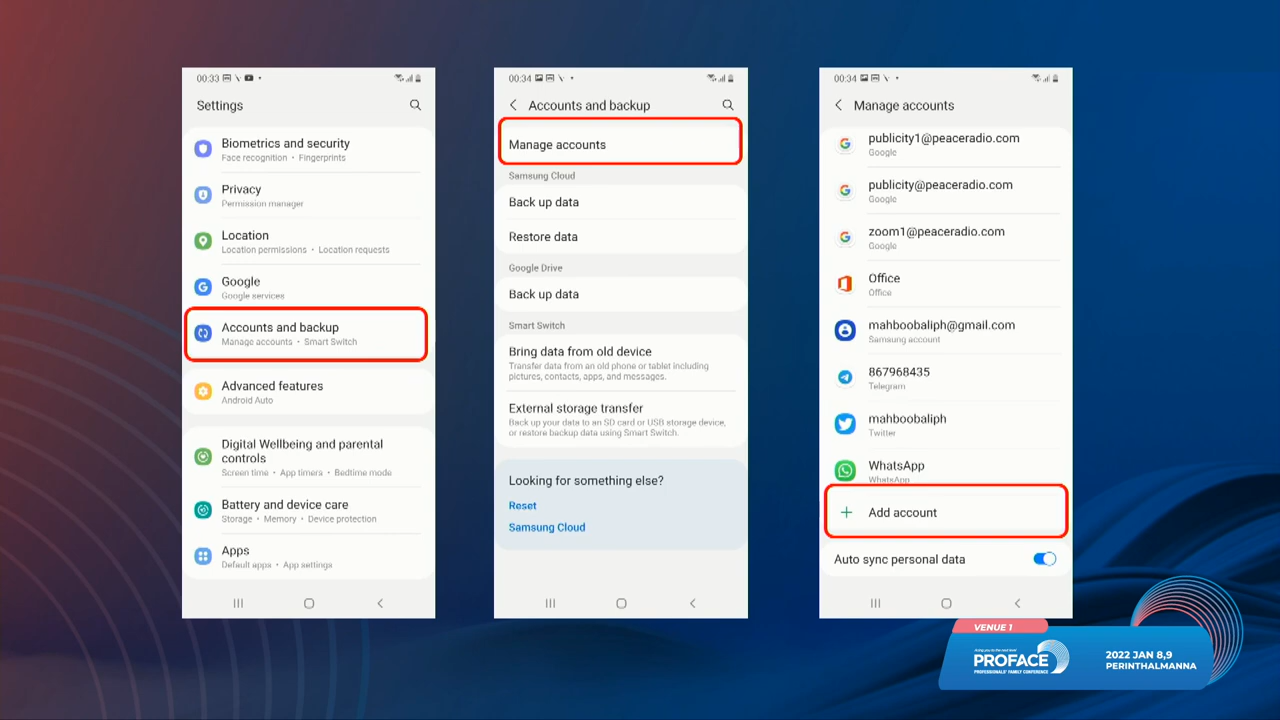 00:33
Settings
Biometrics and security
Face recognition • Fingerprints
Privacy
Permission manager
Location
Location permissions • Location requests
Google
Google services
Accounts and backup
Manage accounts • Smart Switch
Advanced features
Android Auto
Digital Wellbeing and parental
controls
Screen time • App timers • Bedtime mode
Battery and device care
Storage • Memory • Device protection
Apps
Default apps • App settings
00:34
Accounts and backup
Manage accounts
Samsung Cloud
Back up data
Restore data
Google Drive
Back up data
Smart Switch
Bring data from old device
Transfer data from an old phone or tablet including
pictures, contacts, apps, and messages.
External storage transfer
Back up your data to an SD card or USB storage device,
or restore backup data using Smart Switch.
Looking for something else?
Reset
Samsung Cloud
00:34
Manage accounts
publicity1@peaceradio.com
Google
publicity@peaceradio.com
Google
zoom1@peaceradio.com
Google
Office
Office
mahboobaliph@gmail.com
Samsung account
867968435
Telegram
mahboobaliph
Twitter
WhatsApp
WhatsApp
Add account
Auto sync personal data
VENUE 1
PROFACE
PROFESSIONALS' FAMILY CONFERENCE
2022 JAN 8,9
PERINTHALMANNA